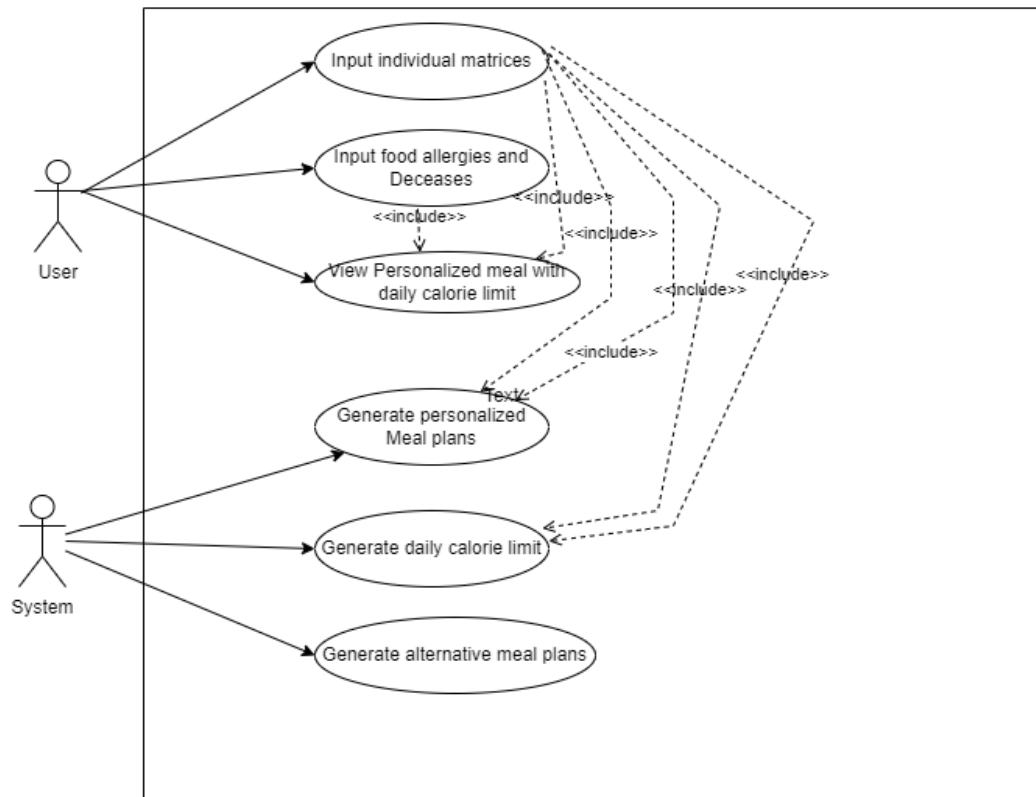 Input individual matrices
Input food allergies and
Deceases
<<include>>
<<include>>
<<include>>
User
View Personalized meal with
daily calorie limit
<<include>>
<<include>>
<<include>>
Text
Generate personalized
Meal plans
Generate daily calorie limit
System
Generate alternative meal plans